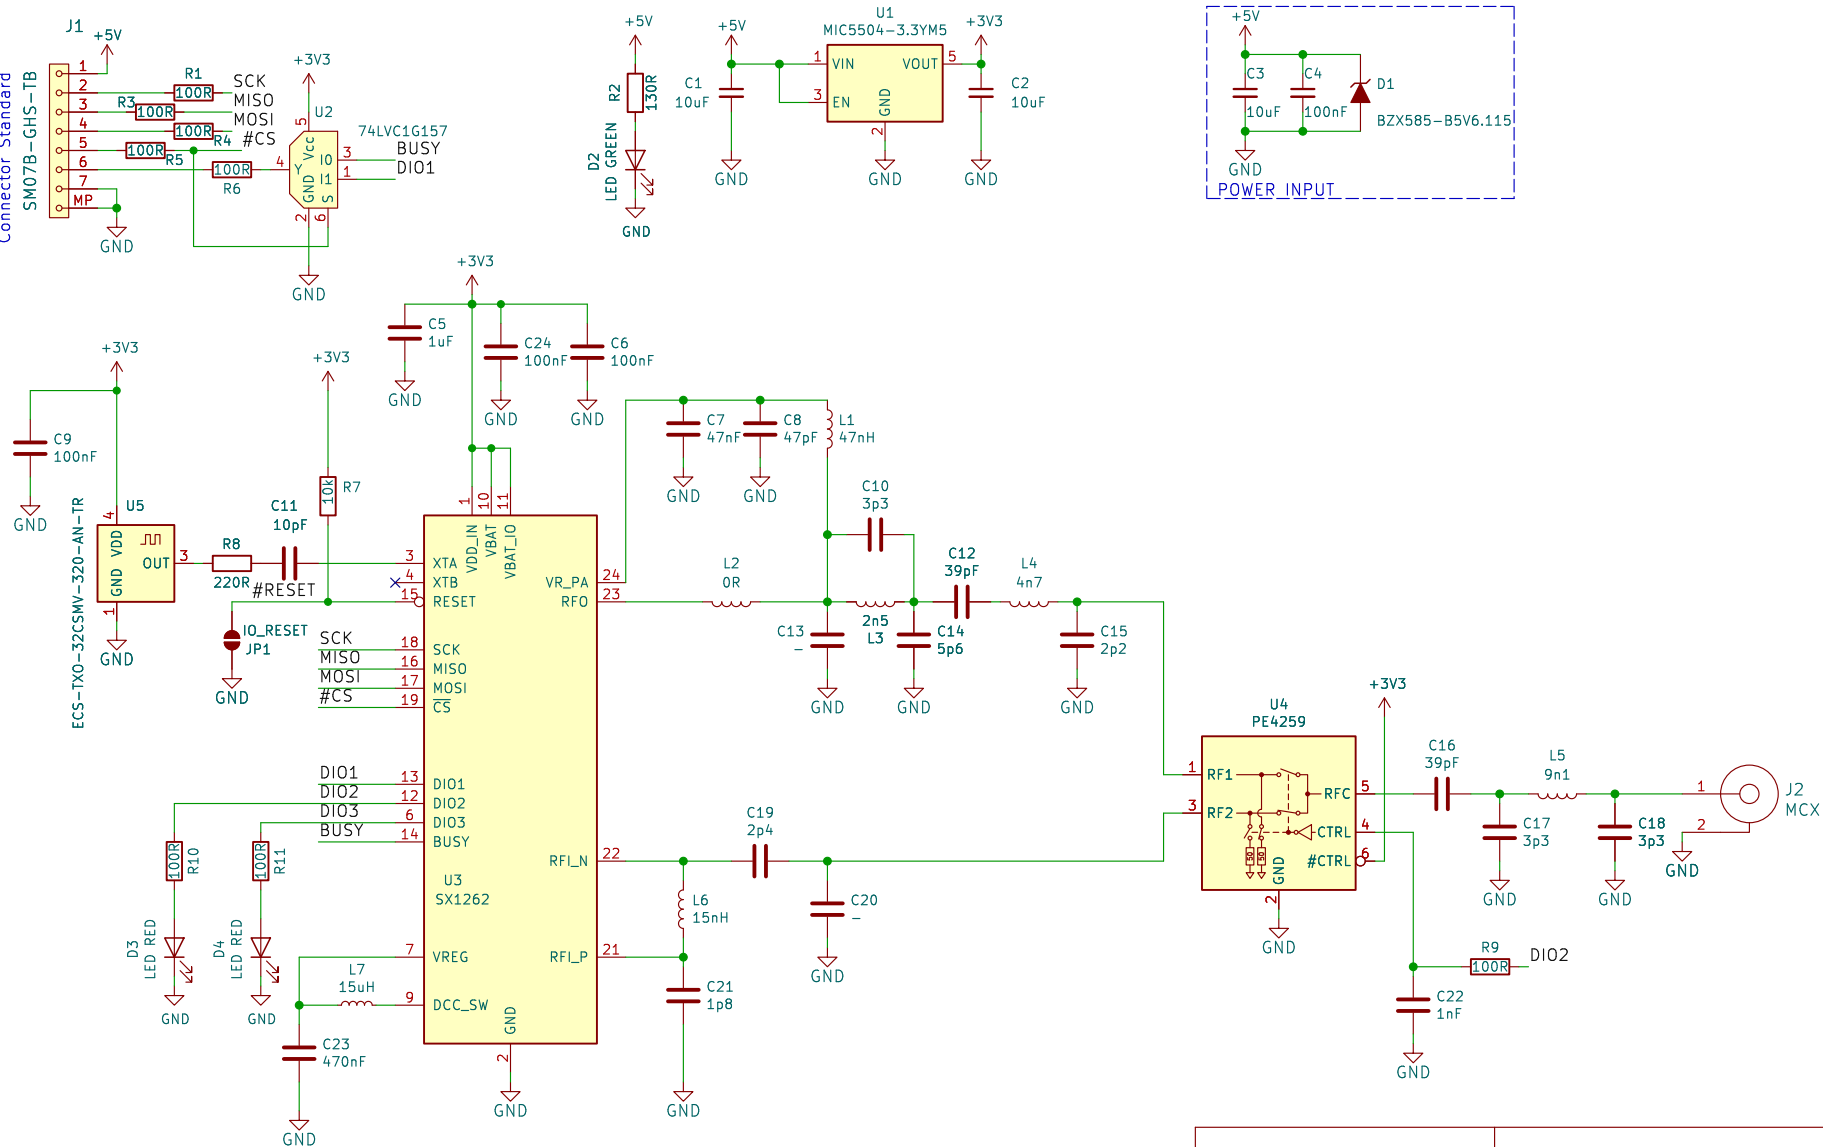 Connector Standard
J1
SM07B-GHS-TB
+5V
1
2
3
4
5
6
7
MP
GND
R1
100R
R3
100R
100R
R4
100R
R5
100R
R6
SCK
MISO
MOSI
#CS
+3V3
U2
74LVC1G157
5
Vcc
4
Y
I0
3
I1
1
GND
S
2
6
BUSY
DIO1
GND
+5V
R2
130R
D2
LED GREEN
GND
U1
MIC5504-3.3YM5
+5V
C1
10uF
GND
1
VIN
VOUT
5
3
EN
GND
2
GND
+3V3
C2
10uF
GND
+5V
C3
10uF
C4
100nF
D1
BZX585-B5V6.115
GND
POWER INPUT
+3V3
C5
1uF
GND
C24
100nF
GND
C6
100nF
GND
+3V3
C9
100nF
GND
U5
ECS-TXO-32CSMV-320-AN-TR
4
VDD
OUT
3
GND
1
GND
R8
220R
C11
10pF
+3V3
10k
R7
#RESET
IO_RESET
JP1
GND
SCK
MISO
MOSI
#CS
DIO1
DIO2
DIO3
BUSY
1
10
11
VDD_IN
VBAT
VBAT_IO
3
XTA
4
XTB
15
RESET
18
SCK
16
MISO
17
MOSI
19
CS
13
DIO1
12
DIO2
6
DIO3
14
BUSY
U3
SX1262
7
VREG
9
DCC_SW
GND
2
GND
VR_PA
24
RFO
23
RFI_N
22
RFI_P
21
100R
R10
100R
R11
D3
LED RED
GND
D4
LED RED
GND
L7
15uH
C23
470nF
GND
C7
47nF
GND
C8
47pF
GND
L1
47nH
C10
3p3
L2
0R
C13
-
GND
2n5
L3
C14
5p6
GND
C12
39pF
L4
4n7
C15
2p2
GND
C19
2p4
L6
15nH
C21
1p8
GND
C20
-
GND
U4
PE4259
1
RF1
3
RF2
RFC
5
CTRL
4
#CTRL
6
50
50
GND
2
GND
+3V3
C16
39pF
L5
9n1
C17
3p3
GND
C18
3p3
GND
1
2
J2
MCX
GND
R9
100R
DIO2
C22
1nF
GND